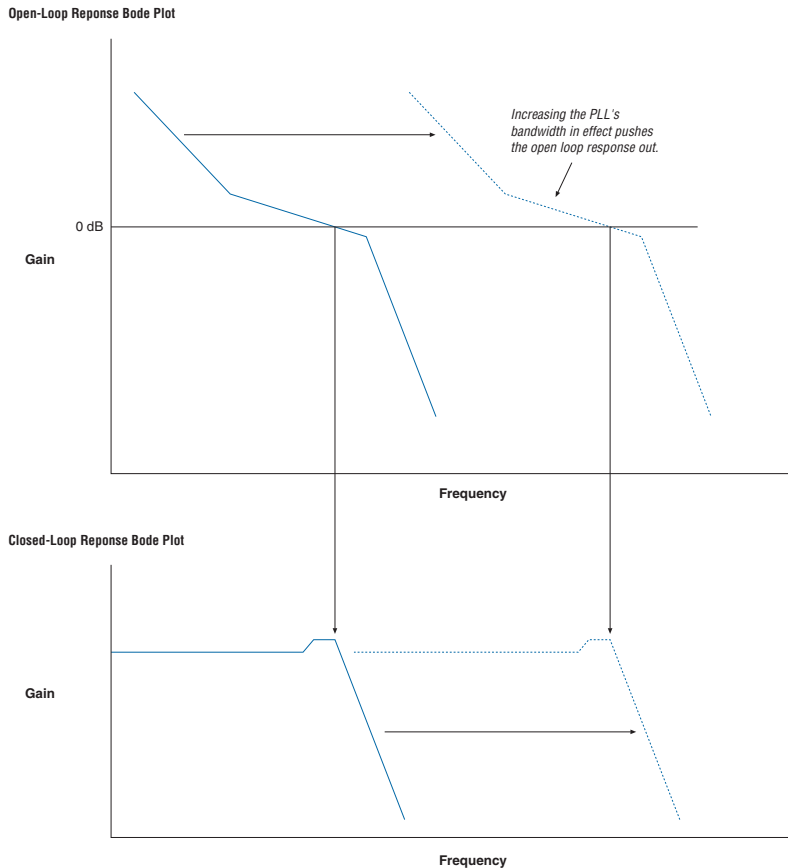 Open-Loop Reponse Bode Plot
Increasing the PLL's
bandwidth in effect pushes
the open loop response out.
0 dB
Gain
Frequency
Closed-Loop Reponse Bode Plot
Gain
Frequency